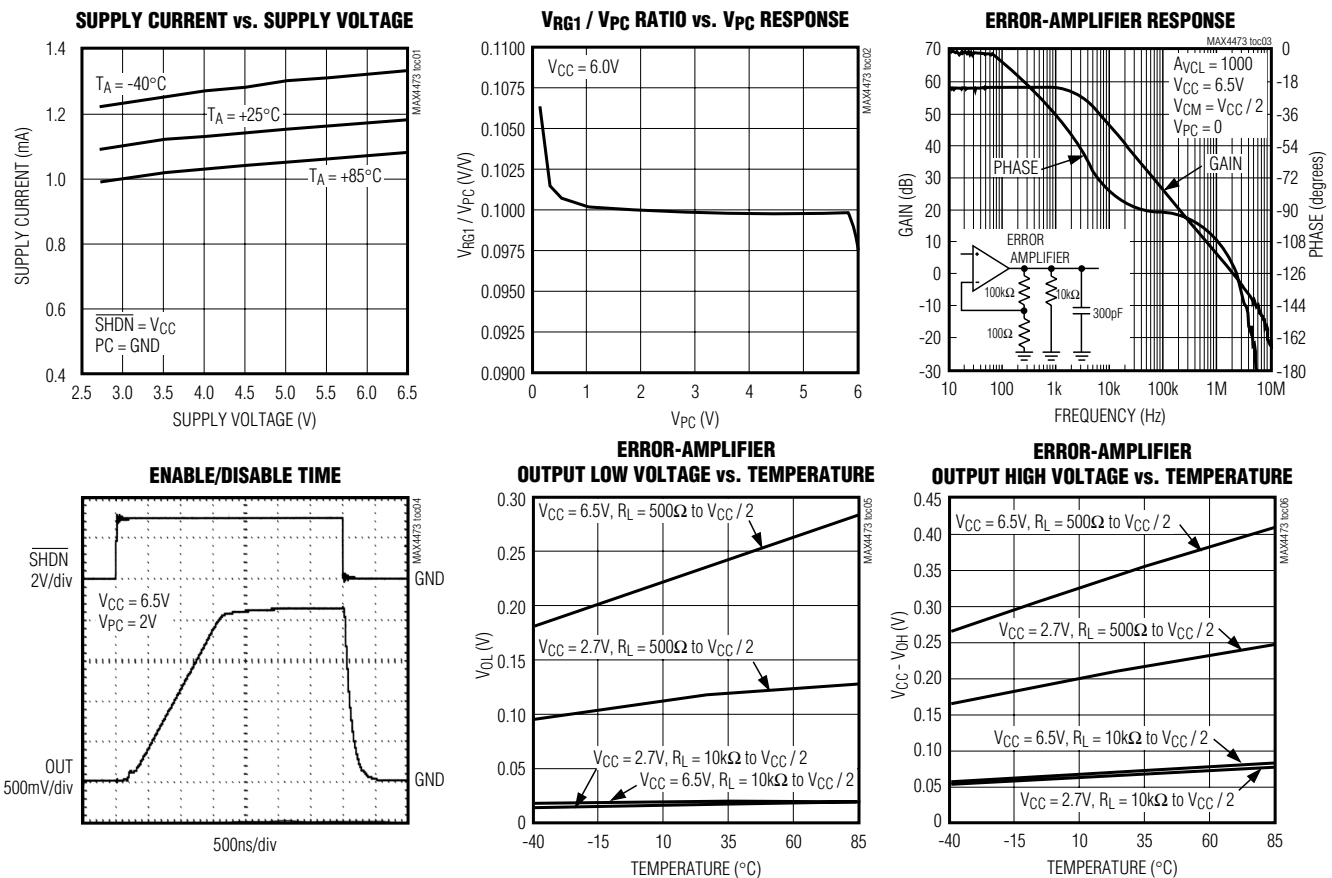 SUPPLY CURRENT vs. SUPPLY VOLTAGE
MAX4473 toc01
1.4
1.2
1.0
0.8
0.6
0.4
SUPPLY CURRENT (mA)
TA = -40°C
TA = +25°C
TA = +85°C
SHDN = VCC
PC = GND
2.5 3.0 3.5 4.0 4.5 5.0 5.5 6.0 6.5
SUPPLY VOLTAGE (V)
VRG1 / VPC RATIO vs. VPC RESPONSE
MAX4473 toc02
0.1100
0.1075
0.1050
0.1025
0.1000
0.0975
0.0950
0.0925
0.0900
VRG1 / VPC (V/V)
VCC = 6.0V
0 1 2 3 4 5 6
VPC (V)
ERROR-AMPLIFIER RESPONSE
MAX4473 toc03
70
60
50
40
30
20
10
0
-10
-20
-30
GAIN (dB)
AVCL = 1000
VCC = 6.5V
VCM = VCC / 2
VPC = 0
PHASE
GAIN
ERROR
AMPLIFIER
+
-
100kΩ
10kΩ
300pF
100Ω
0
-18
-36
-54
-72
-90
-108
-126
-144
-162
-180
PHASE (degrees)
10 100 1k 10k 100k 1M 10M
FREQUENCY (Hz)
ENABLE/DISABLE TIME
MAX4473 toc04
SHDN
2V/div
GND
VCC = 6.5V
VPC = 2V
OUT
500mV/div
GND
500ns/div
ERROR-AMPLIFIER
OUTPUT LOW VOLTAGE vs. TEMPERATURE
MAX4473 toc05
0.30
0.25
0.20
0.15
0.10
0.05
0
VOL (V)
VCC = 6.5V, RL = 500Ω to VCC / 2
VCC = 2.7V, RL = 500Ω to VCC / 2
VCC = 2.7V, RL = 10kΩ to VCC / 2
VCC = 6.5V, RL = 10kΩ to VCC / 2
-40 -15 10 35 60 85
TEMPERATURE (°C)
ERROR-AMPLIFIER
OUTPUT HIGH VOLTAGE vs. TEMPERATURE
MAX4473 toc06
0.45
0.40
0.35
0.30
0.25
0.20
0.15
0.10
0.05
0
VCC - VOH (V)
VCC = 6.5V, RL = 500Ω to VCC / 2
VCC = 2.7V, RL = 500Ω to VCC / 2
VCC = 6.5V, RL = 10kΩ to VCC / 2
VCC = 2.7V, RL = 10kΩ to VCC / 2
-40 -15 10 35 60 85
TEMPERATURE (°C)